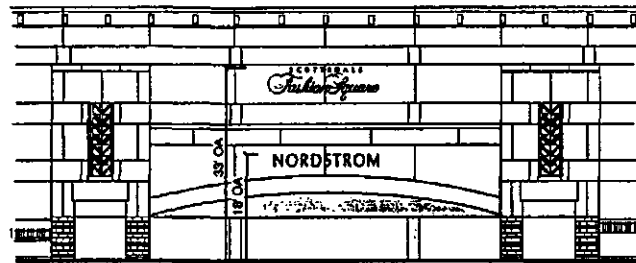 SCOTTSDALE
Fashion Square
33' OA
18' OA
NORDSTROM